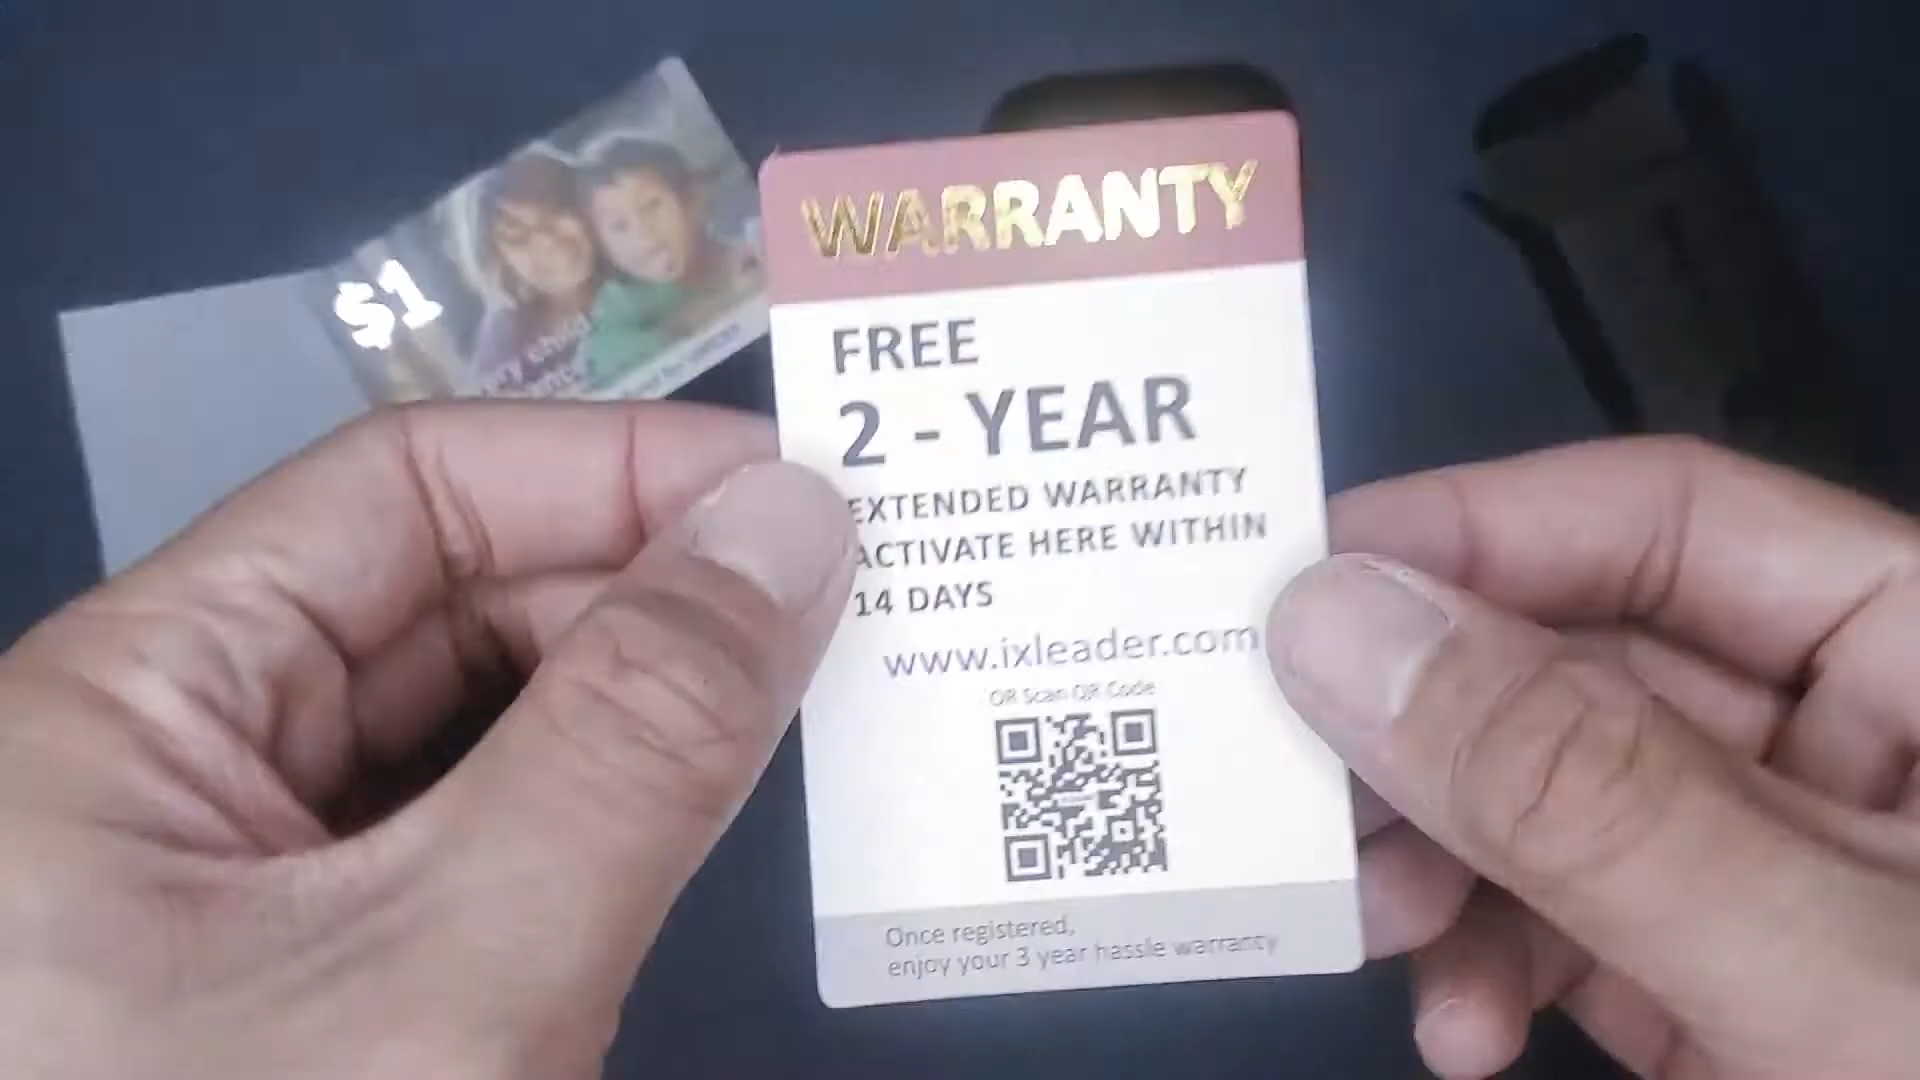 $1
WARRANTY
FREE
2 - YEAR
EXTENDED WARRANTY
ACTIVATE HERE WITHIN
14 DAYS
www.ixleader.com
OR Scan QR Code
Once registered,
enjoy your 3 year hassle warranty